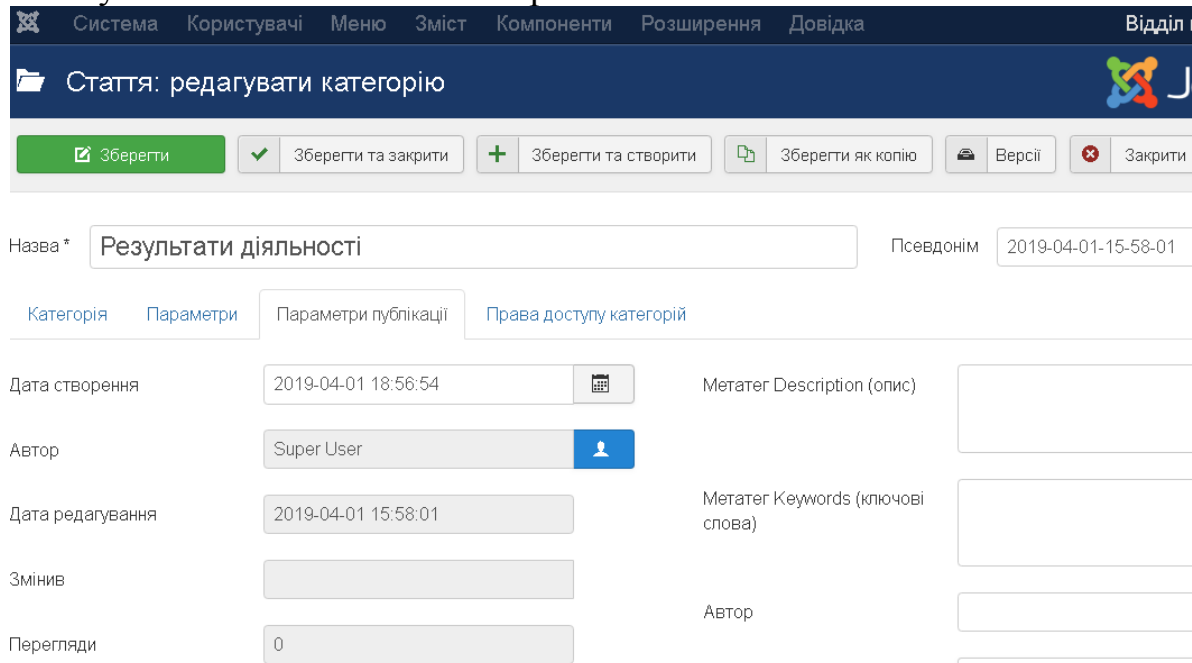 Система Користувачі Меню Зміст Компоненти Розширення Довідка Відділ
Стаття: редагувати категорію
Зберегти Зберегти та закрити Зберегти та створити Зберегти як копію Версії Закрити
Назва * Результати діяльності Псевдонім 2019-04-01-15-58-01
Категорія Параметри Параметри публікації Права доступу категорій
Дата створення 2019-04-01 18:56:54 Метатег Description (опис)
Автор Super User
Метатег Keywords (ключові
Дата редагування 2019-04-01 15:58:01
слова)
Змінив
Автор
Перегляди 0